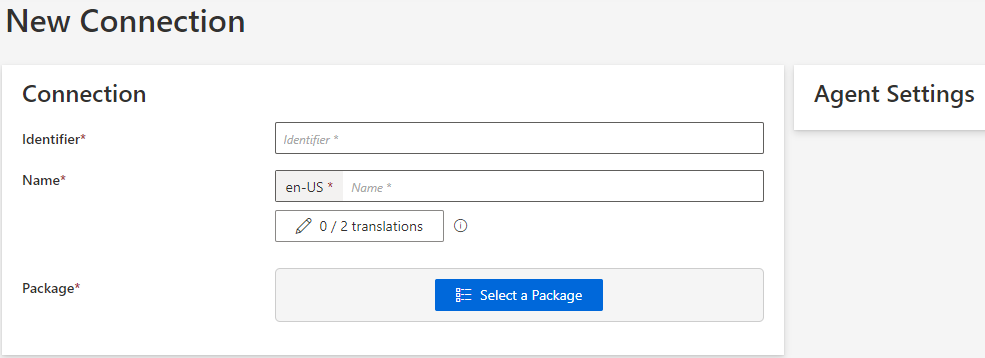 New Connection
Connection
Identifier*
Identifier *
Name*
en-US * Name *
0 / 2 translations
Package*
Select a Package
Agent Settings